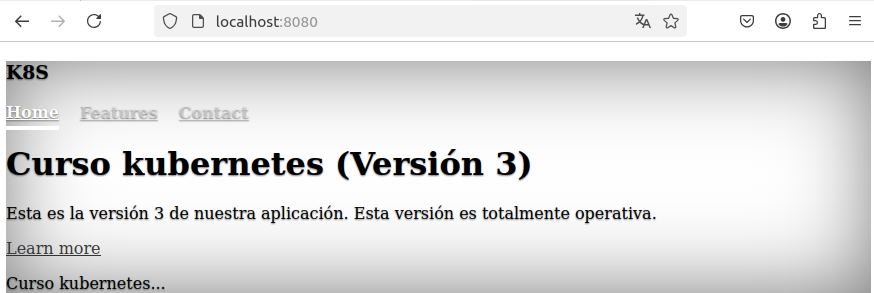 localhost:8080
K8S
Home Features Contact
Curso kubernetes (Versión 3)
Esta es la versión 3 de nuestra aplicación. Esta versión es totalmente operativa.
Learn more
Curso kubernetes...